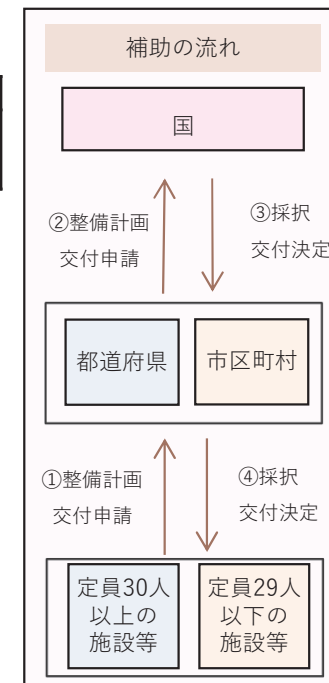 補助の流れ
国
②整備計画
交付申請
③採択
交付決定
都道府県
市区町村
①整備計画
交付申請
④採択
交付決定
定員30人
以上の
施設等
定員29人
以下の
施設等